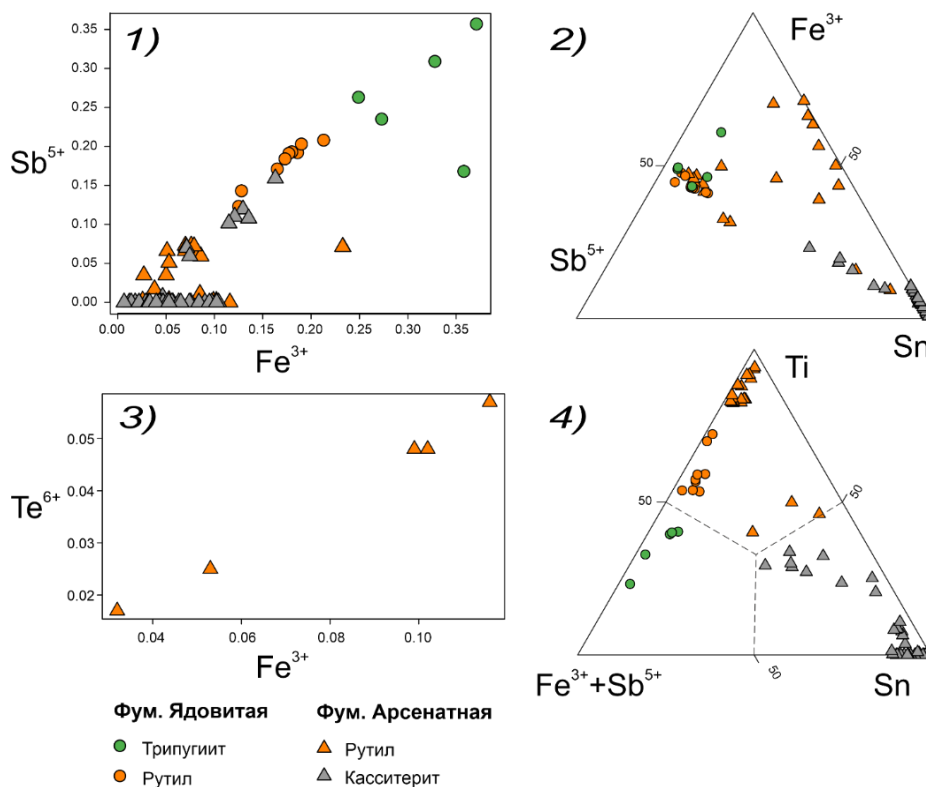 1)
0.35
0.30
0.25
0.20
0.15
0.10
0.05
0.00
Sb5+
0.00 0.05 0.10 0.15 0.20 0.25 0.30 0.35
Fe3+
2)
Fe3+
50
50
Sb5+
Sn
3)
0.05
0.04
0.03
0.02
Te6+
0.04 0.06 0.08 0.10
Fe3+
4)
Ti
50
50
50
Fe3++Sb5+
Sn
Фум. Ядовитая
Трипугиит
Рутил
Фум. Арсенатная
Рутил
Касситерит